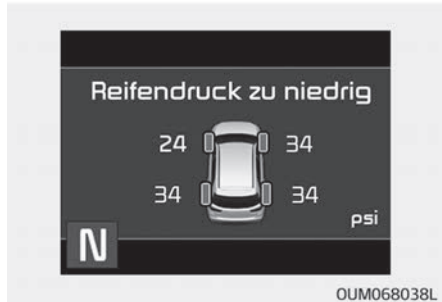 Reifendruck zu niedrig
24 34
34 34
psi
N
OUM068038L